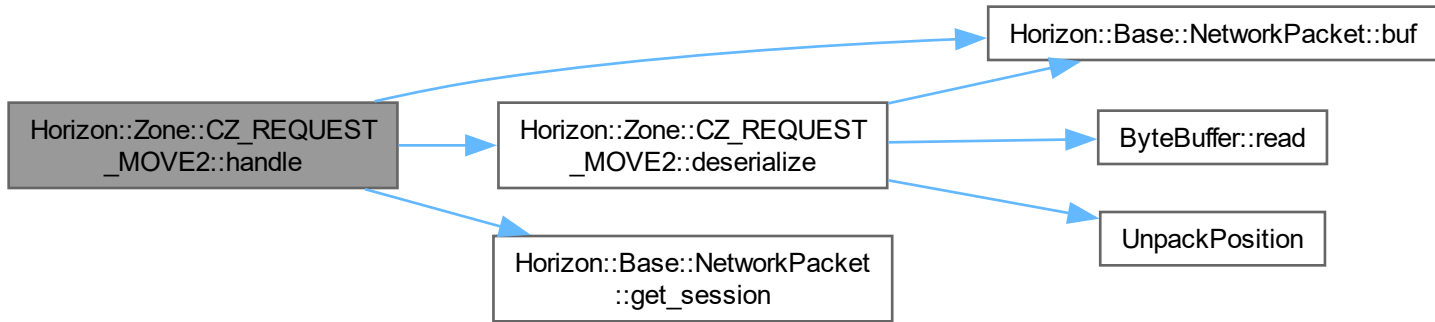 Horizon::Zone::CZ_REQUEST
_MOVE2::handle
Horizon::Base::NetworkPacket::buf
Horizon::Zone::CZ_REQUEST
_MOVE2::deserialize
ByteBuffer::read
UnpackPosition
Horizon::Base::NetworkPacket
::get_session